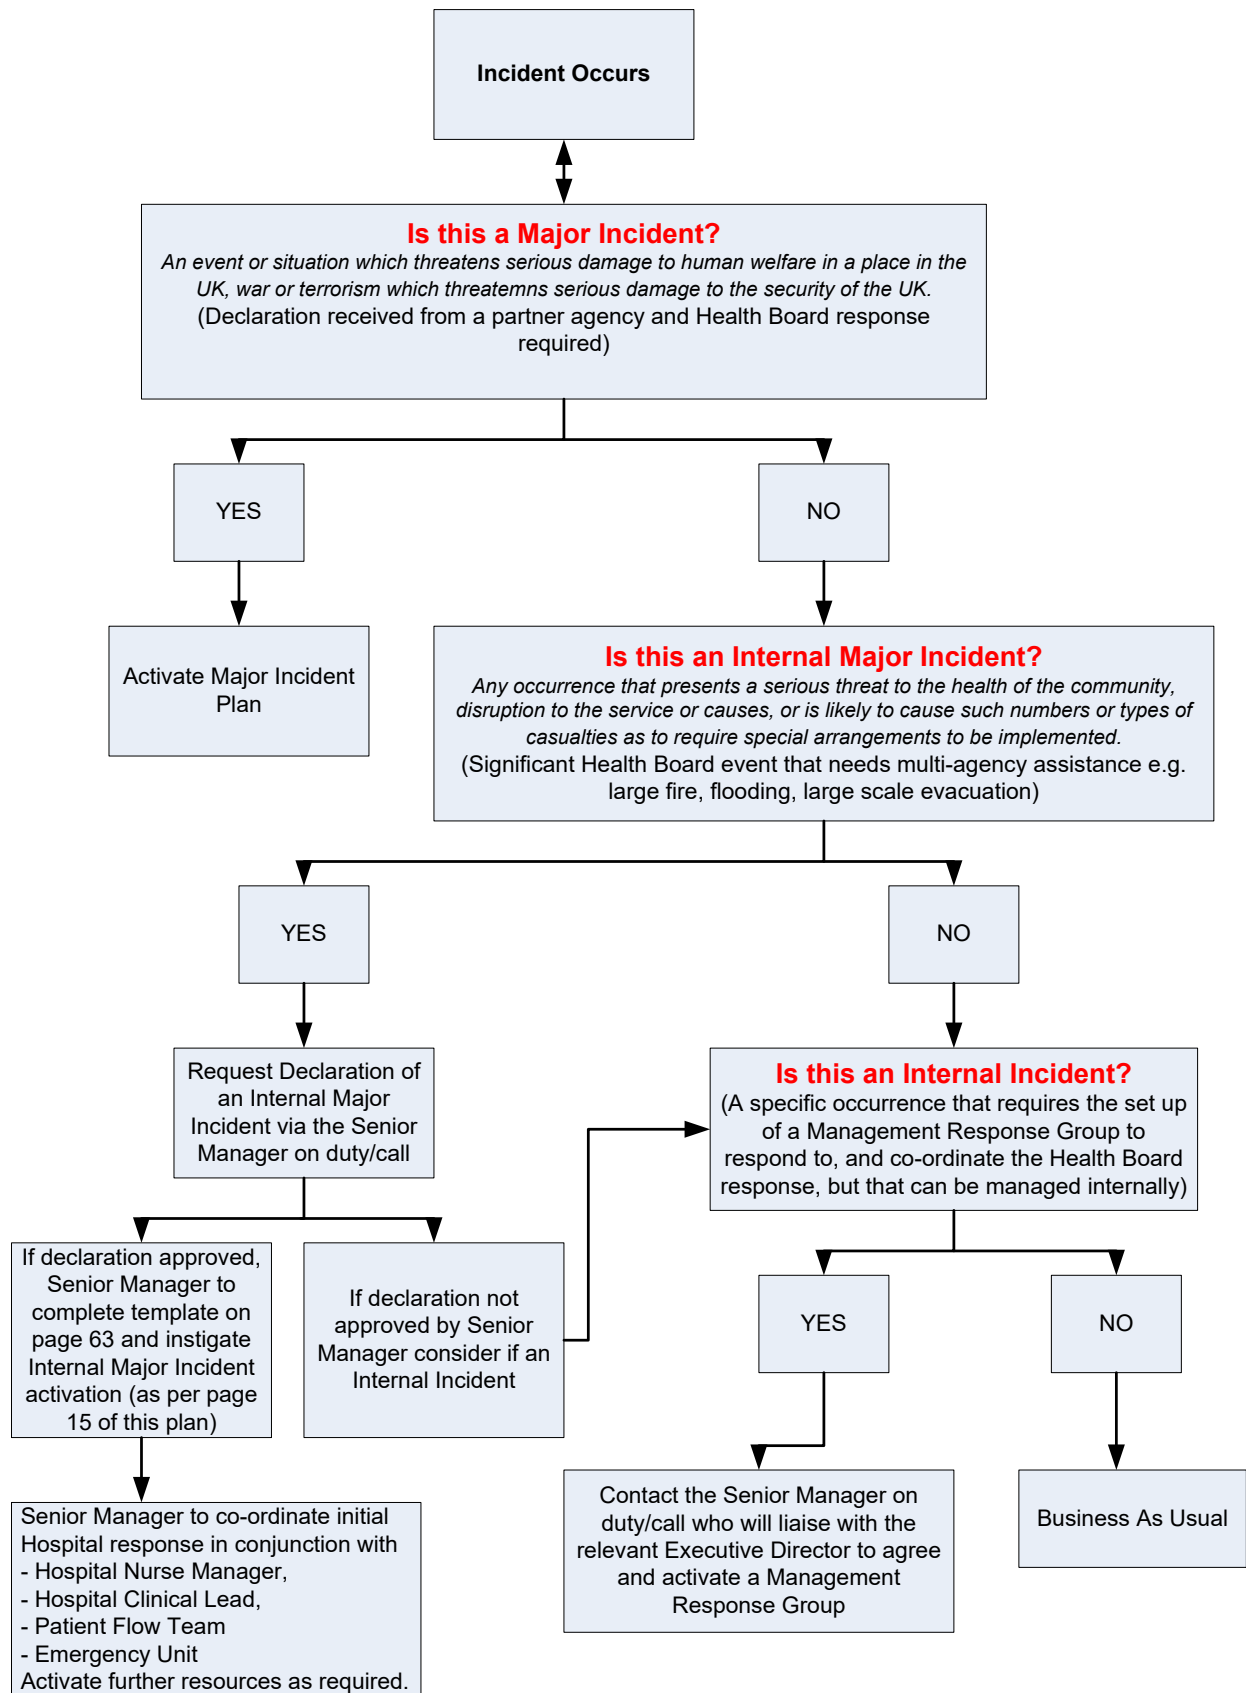 Incident Occurs
Is this a Major Incident?
An event or situation which threatens serious damage to human welfare in a place in the
UK, war or terrorism which threatemns serious damage to the security of the UK.
(Declaration received from a partner agency and Health Board response
required)
YES
NO
Activate Major Incident
Plan
Is this an Internal Major Incident?
Any occurrence that presents a serious threat to the health of the community,
disruption to the service or causes, or is likely to cause such numbers or types of
casualties as to require special arrangements to be implemented.
(Significant Health Board event that needs multi-agency assistance e.g.
large fire, flooding, large scale evacuation)
YES
NO
Request Declaration of
an Internal Major
Incident via the Senior
Manager on duty/call
Is this an Internal Incident?
(A specific occurrence that requires the set up
of a Management Response Group to
respond to, and co-ordinate the Health Board
response, but that can be managed internally)
If declaration approved,
Senior Manager to
complete template on
page 63 and instigate
Internal Major Incident
activation (as per page
15 of this plan)
If declaration not
approved by Senior
Manager consider if an
Internal Incident
YES
NO
Senior Manager to co-ordinate initial
Hospital response in conjunction with
- Hospital Nurse Manager,
- Hospital Clinical Lead,
- Patient Flow Team
- Emergency Unit
Activate further resources as required.
Contact the Senior Manager on
duty/call who will liaise with the
relevant Executive Director to agree
and activate a Management
Response Group
Business As Usual